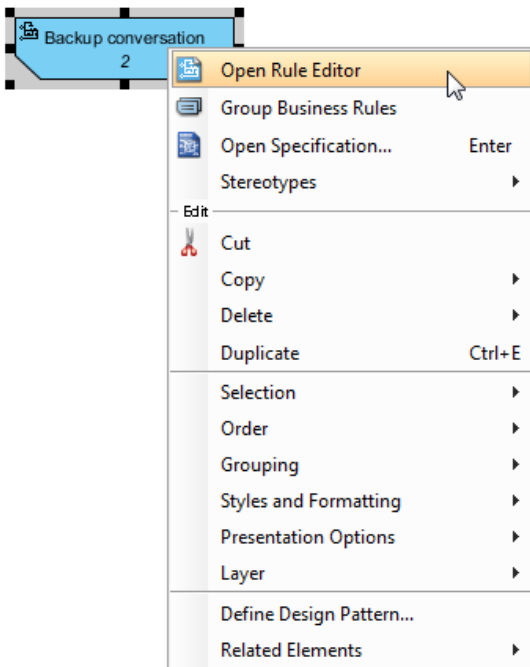 Backup conversation
2
Open Rule Editor
Group Business Rules
Open Specification... Enter
Stereotypes
Edit
Cut
Copy
Delete
Duplicate Ctrl+E
Selection
Order
Grouping
Styles and Formatting
Presentation Options
Layer
Define Design Pattern...
Related Elements